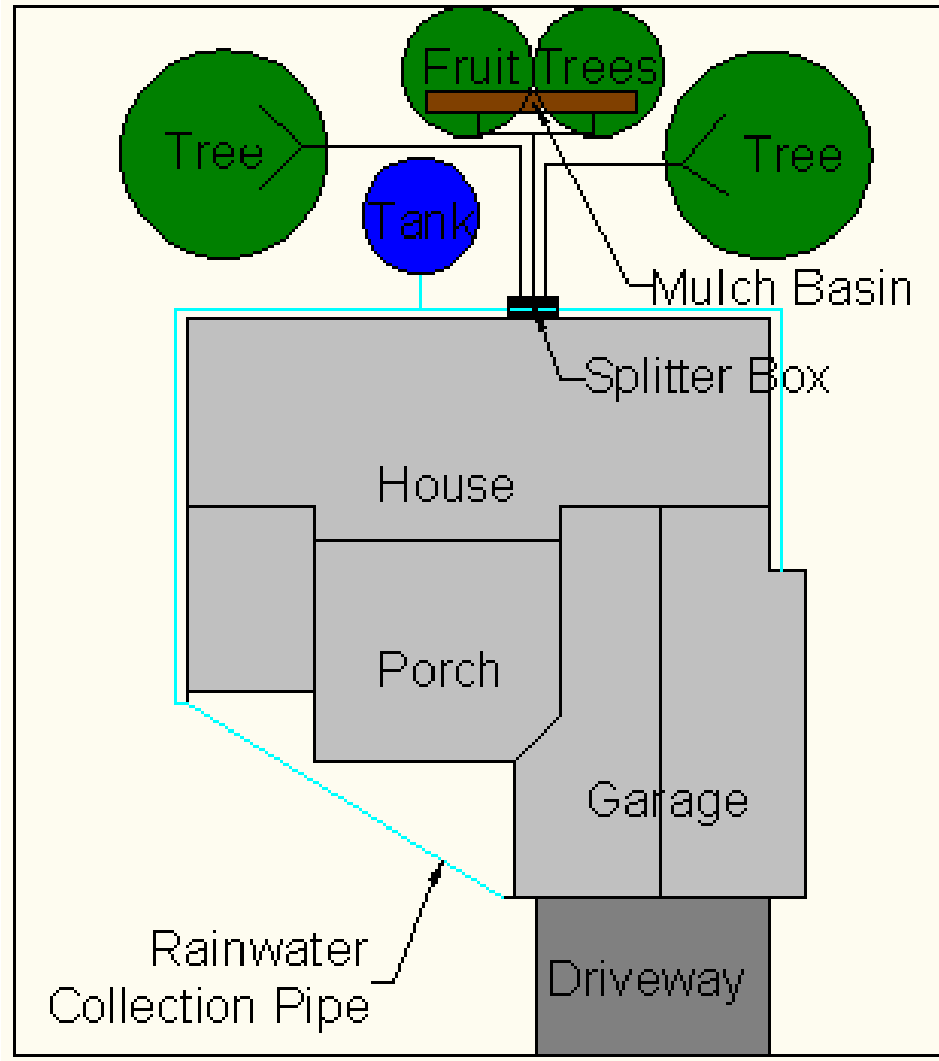 Fruit Trees
Tree
Tree
Tank
Mulch Basin
Splitter Box
House
Porch
Garage
Rainwater
Collection Pipe
Driveway